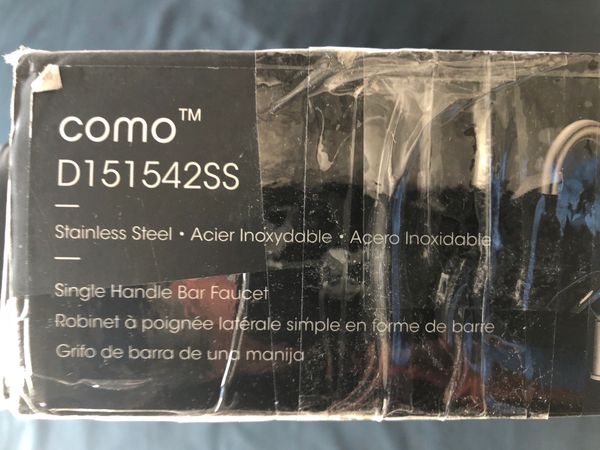 como™
D151542SS
Stainless Steel • Acier Inoxydable • Acero Inoxidable
Single Handle Bar Faucet
Robinet à poignée latérale simple en forme de barre
Grifo de barra de una manija